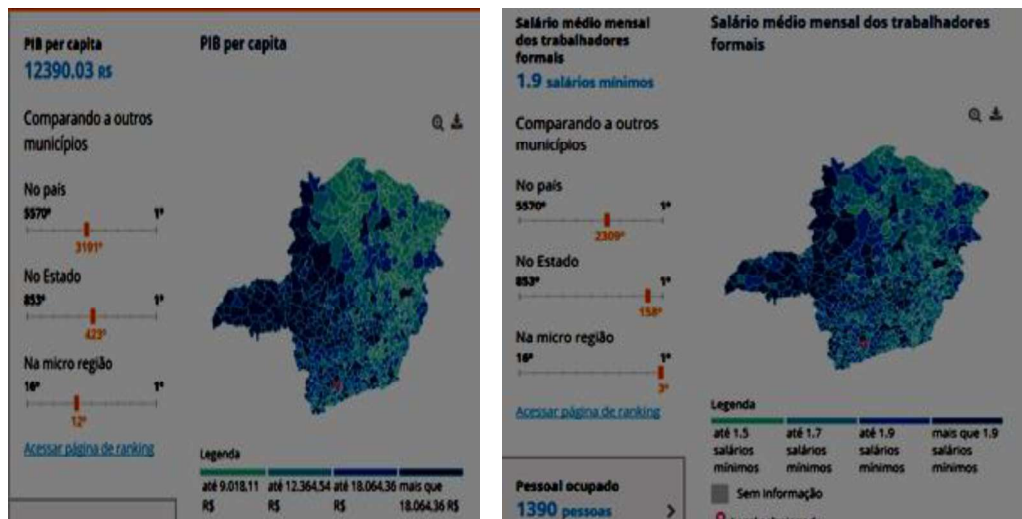 PIB per capita
12390.03 R$
PIB per capita
Comparando a outros
municípios
No país
5570º 1º
3191º
No Estado
853º 1º
423º
Na micro região
16º 1º
12º
Acessar página de ranking
Legenda
até 9.018,11 R$
até 12.364,54 R$
até 18.064,36 R$
mais que 18.064,36 R$
Salário médio mensal
dos trabalhadores
formais
1.9 salários mínimos
Salário médio mensal dos trabalhadores
formais
Comparando a outros
municípios
No país
5570º 1º
2309º
No Estado
853º 1º
158º
Na micro região
16º 1º
3º
Acessar página de ranking
Legenda
até 1.5 salários mínimos
até 1.7 salários mínimos
até 1.9 salários mínimos
mais que 1.9 salários mínimos
Sem informação
Pessoal ocupado
1390 pessoas